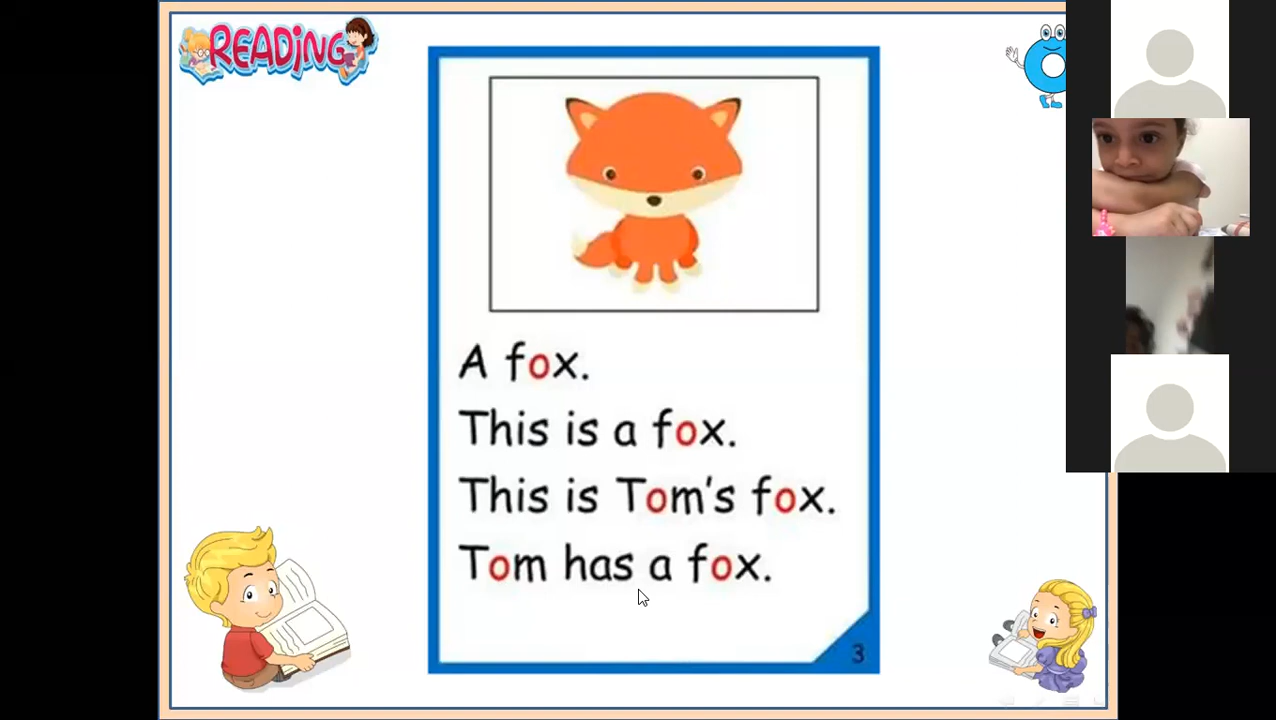 READING
A fox.
This is a fox.
This is Tom's fox.
Tom has a fox.
3